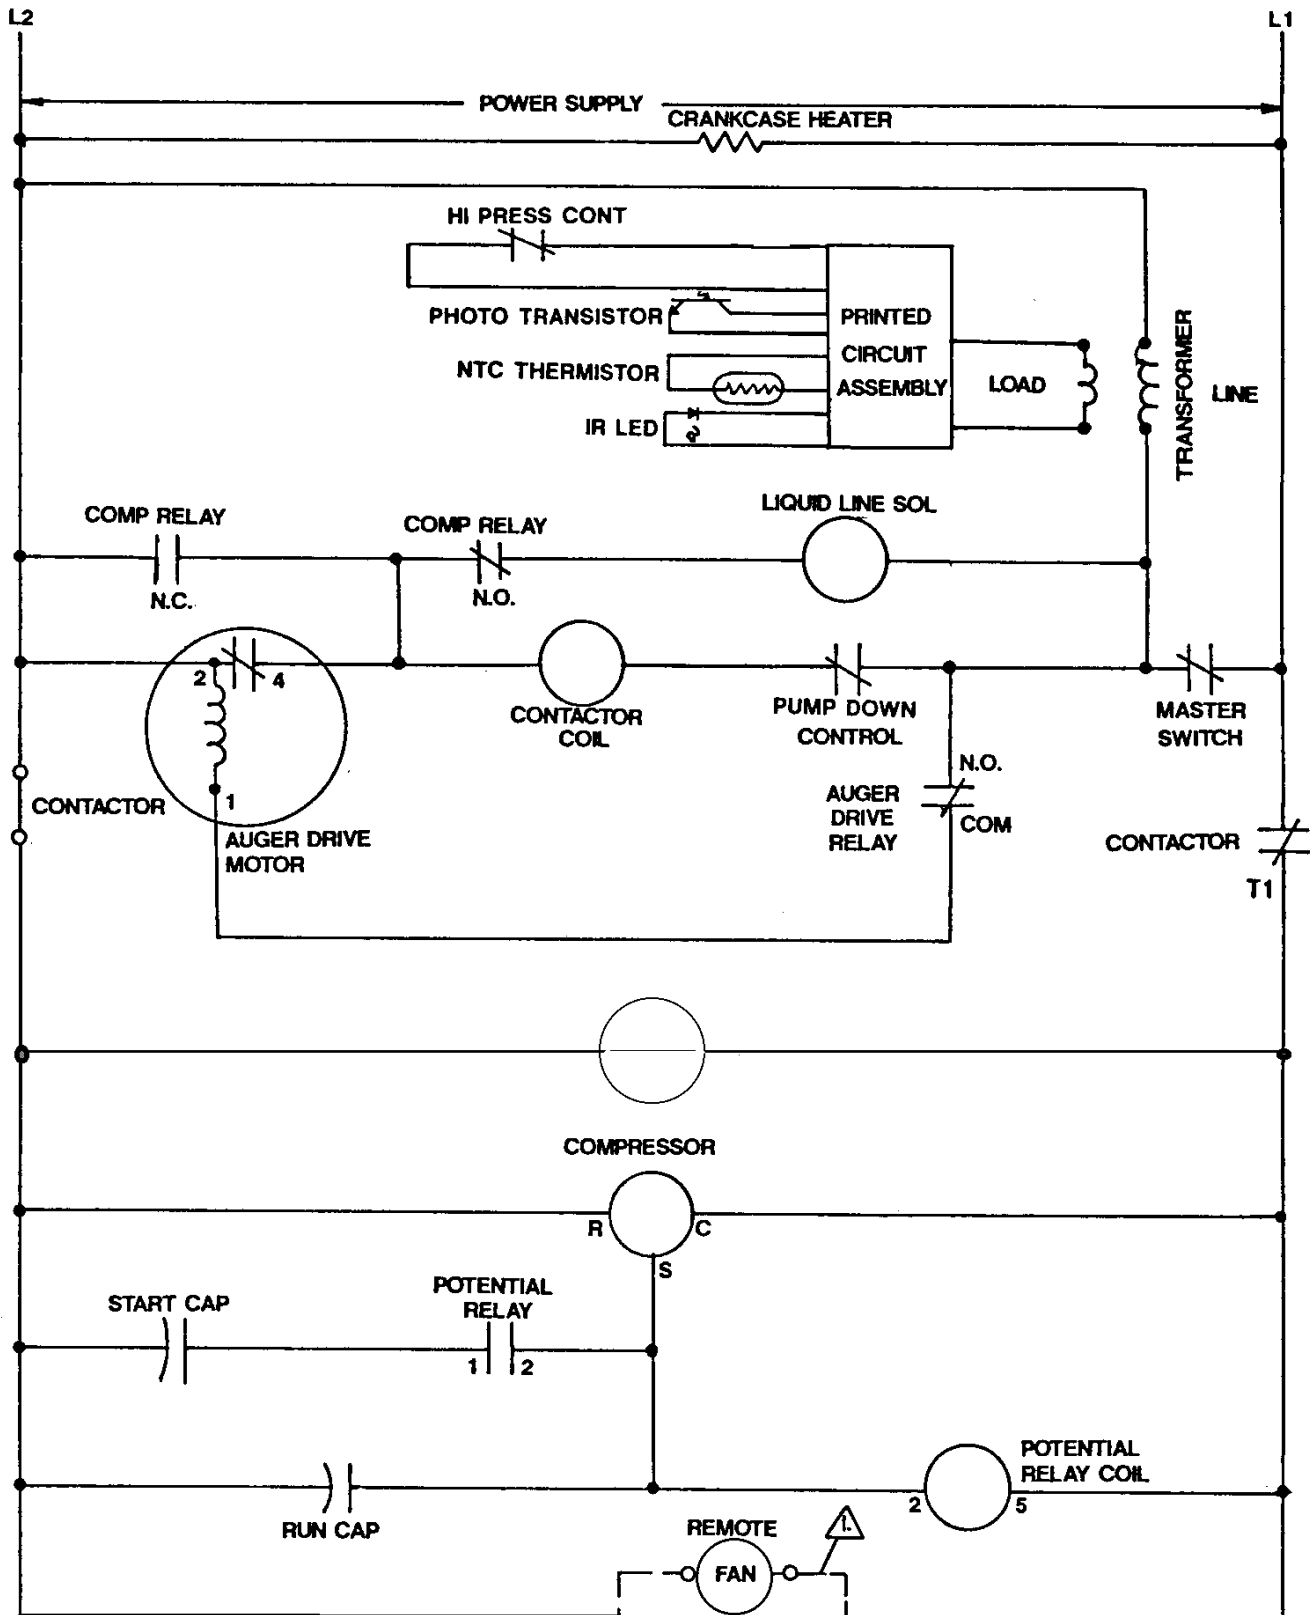 L2
L1
POWER SUPPLY
CRANKCASE HEATER
HI PRESS CONT
PHOTO TRANSISTOR
NTC THERMISTOR
IR LED
PRINTED
CIRCUIT
ASSEMBLY
LOAD
TRANSFORMER
LINE
COMP RELAY
N.C.
COMP RELAY
N.O.
LIQUID LINE SOL
2
4
1
AUGER DRIVE
MOTOR
CONTACTOR
CONTACTOR
COIL
PUMP DOWN
CONTROL
MASTER
SWITCH
N.O.
AUGER
DRIVE
RELAY
COM
CONTACTOR
T1
COMPRESSOR
R
C
S
START CAP
POTENTIAL
RELAY
1
2
RUN CAP
2
5
POTENTIAL
RELAY COIL
REMOTE
FAN
1.